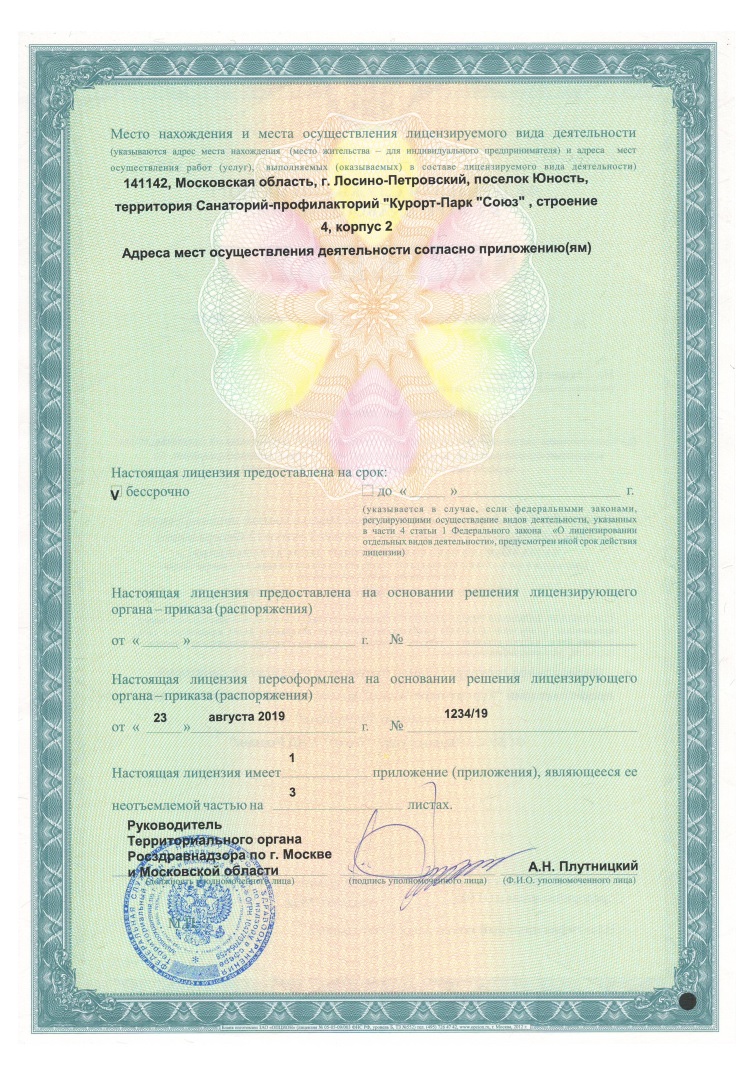 Место нахождения и места осуществления лицензируемого вида деятельности
(указываются адрес места нахождения (место жительства – для индивидуального предпринимателя) и адреса мест
осуществления работ (услуг), выполняемых (оказываемых) в составе лицензируемого вида деятельности)
141142, Московская область, г. Лосино-Петровский, поселок Юность,
территория Санаторий-профилакторий "Курорт-Парк "Союз" , строение
4, корпус 2
Адреса мест осуществления деятельности согласно приложению(ям)
Настоящая лицензия предоставлена на срок:
V бессрочно до « » г.
(указывается в случае, если федеральными законами,
регулирующими осуществление видов деятельности, указанных
в части 4 статьи 1 Федерального закона «О лицензировании
отдельных видов деятельности», предусмотрен иной срок действия
лицензии)
Настоящая лицензия предоставлена на основании решения лицензирующего
органа – приказа (распоряжения)
от « » г. №
Настоящая лицензия переоформлена на основании решения лицензирующего
органа – приказа (распоряжения)
от « 23 » августа 2019 г. № 1234/19
Настоящая лицензия имеет 1 приложение (приложения), являющееся ее
неотъемлемой частью на 3 листах.
Руководитель
Территориального органа
Росздравнадзора по г. Москве
и Московской области
А.Н. Плутницкий
(должность уполномоченного лица) (подпись уполномоченного лица) (Ф.И.О. уполномоченного лица)
М.П.